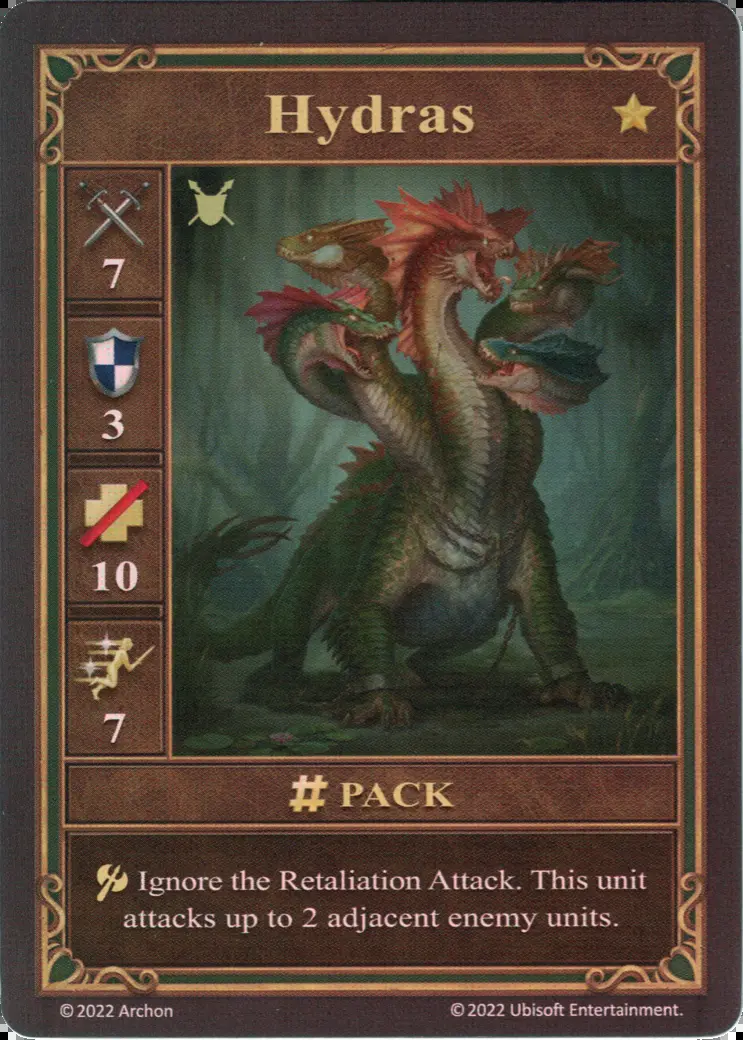 Hydras
7
3
10
7
# PACK
Ignore the Retaliation Attack. This unit
attacks up to 2 adjacent enemy units.
© 2022 Archon
© 2022 Ubisoft Entertainment.